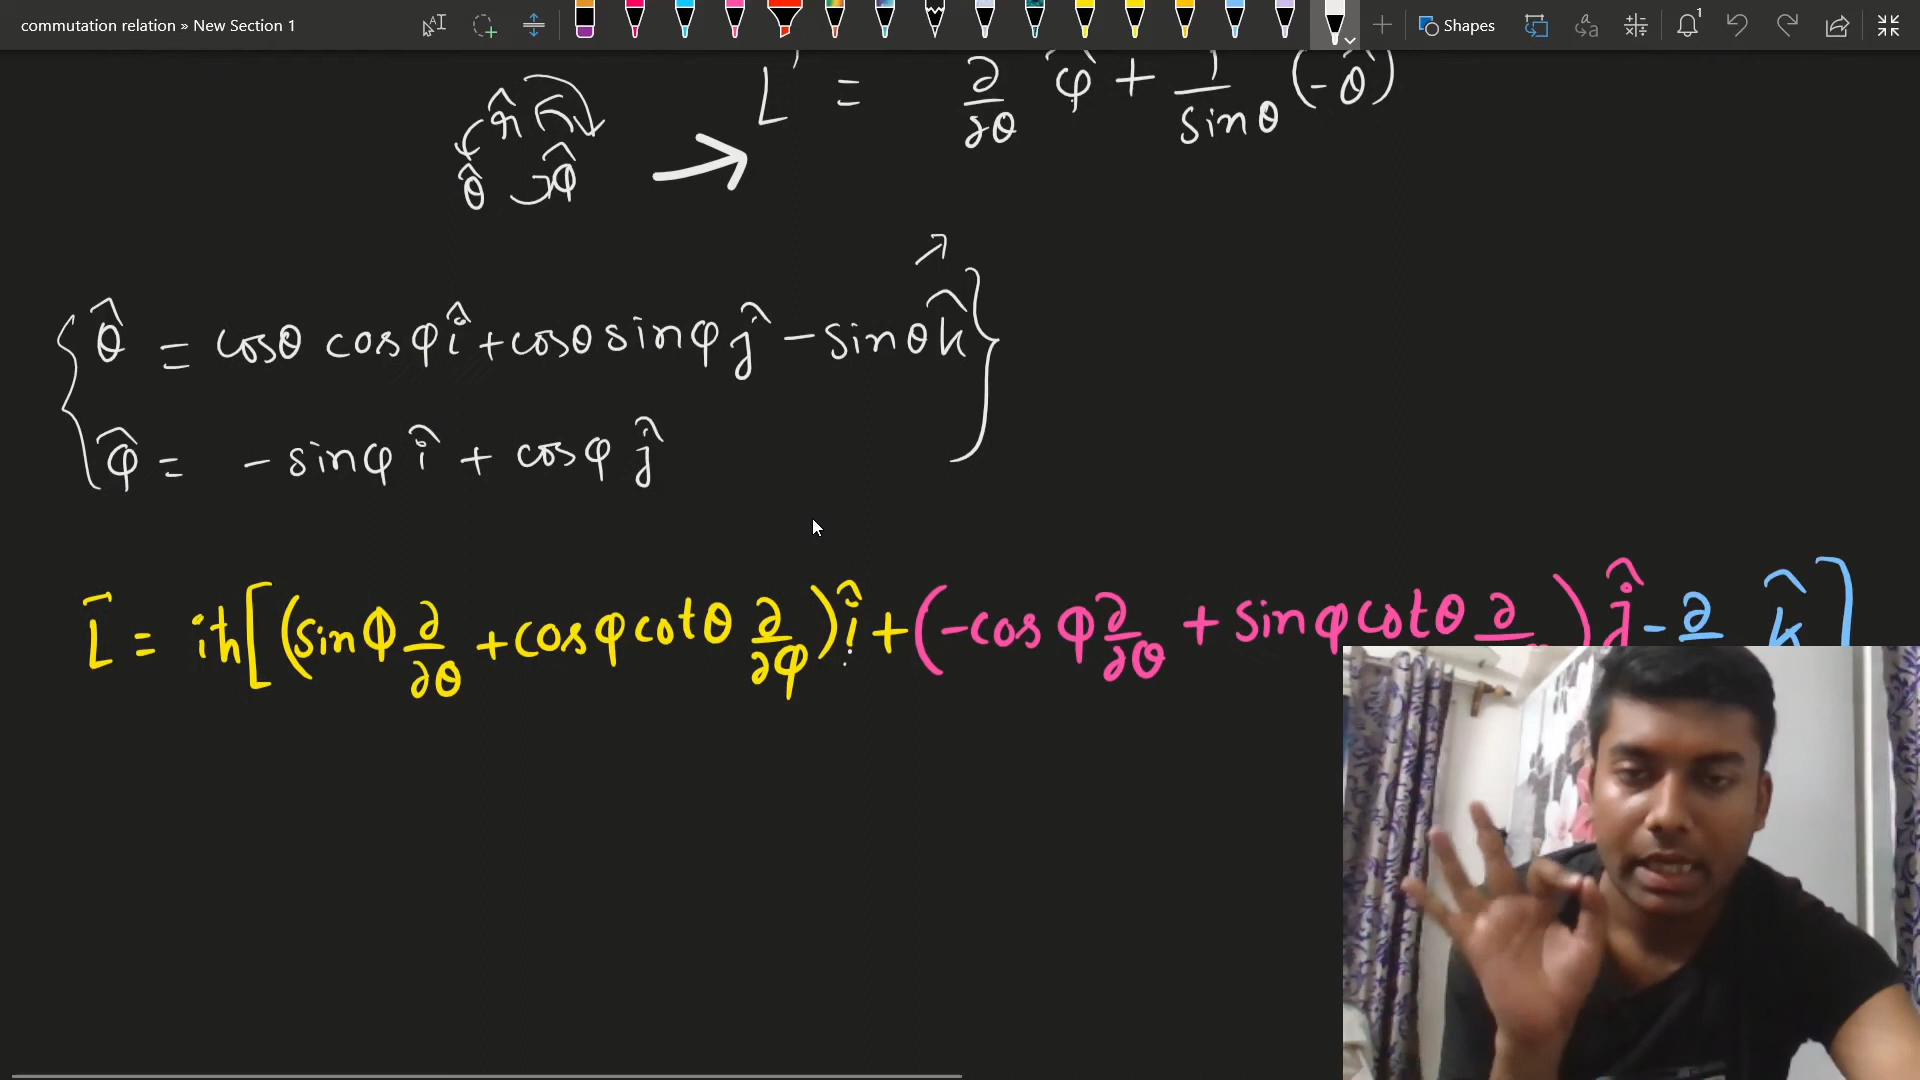 commutation relation » New Section 1
Shapes
1
L = ∂/∂θ φ̂ + 1/sinθ (-θ̂)
r̂
θ̂ φ̂
θ̂ = cosθ cosφ î + cosθ sinφ ĵ - sinθ k̂
φ̂ = - sinφ î + cosφ ĵ
L = iħ[(sinφ ∂/∂θ + cosφ cotθ ∂/∂φ) î + (-cosφ ∂/∂θ + sinφ cotθ ∂ ) ĵ - ∂ k̂]